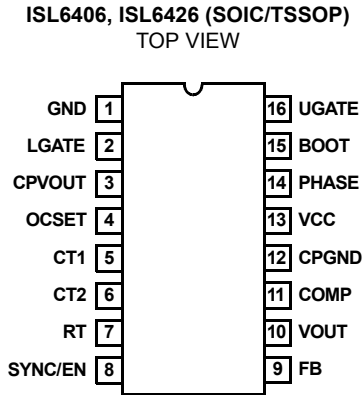 ISL6406, ISL6426 (SOIC/TSSOP)
TOP VIEW
GND 1 16 UGATE
LGATE 2 15 BOOT
CPVOUT 3 14 PHASE
OCSET 4 13 VCC
CT1 5 12 CPGND
CT2 6 11 COMP
RT 7 10 VOUT
SYNC/EN 8 9 FB